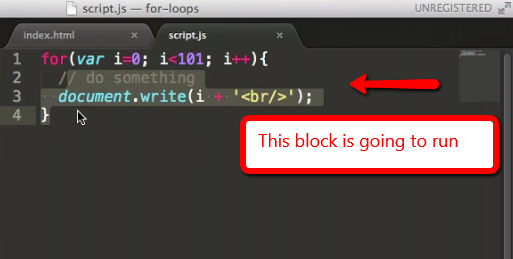 script.js — for-loops
UNREGISTERED
index.html × script.js ×
1 for(var i=0; i<101; i++){
2 // do something
3 document.write(i + '<br/>');
4 }
This block is going to run